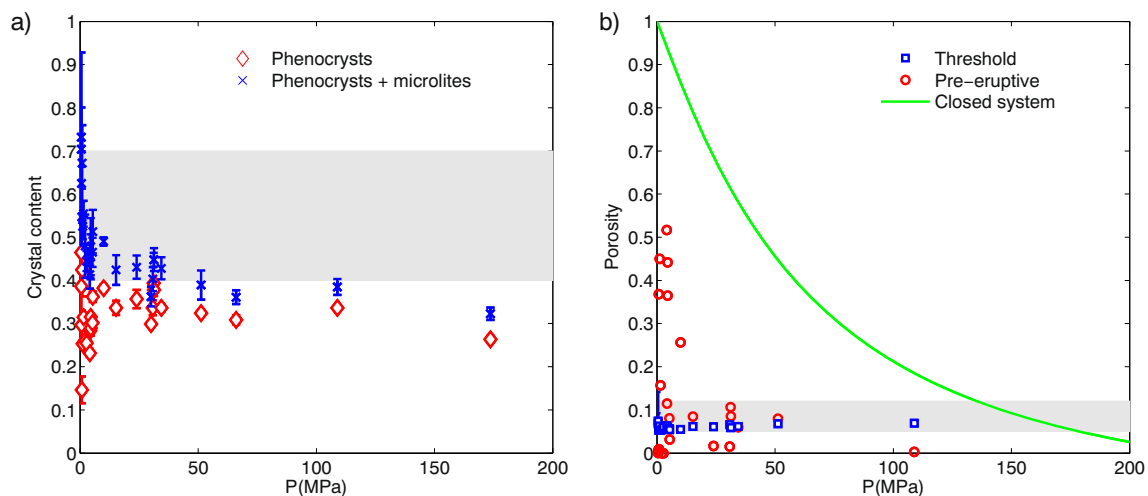 a)
1
0.9
0.8
0.7
0.6
0.5
0.4
0.3
0.2
0.1
0
0
50
100
150
200
P(MPa)
Crystal content
Phenocrysts
Phenocrysts + microlites
b)
1
0.9
0.8
0.7
0.6
0.5
0.4
0.3
0.2
0.1
0
0
50
100
150
200
P(MPa)
Porosity
Threshold
Pre−eruptive
Closed system